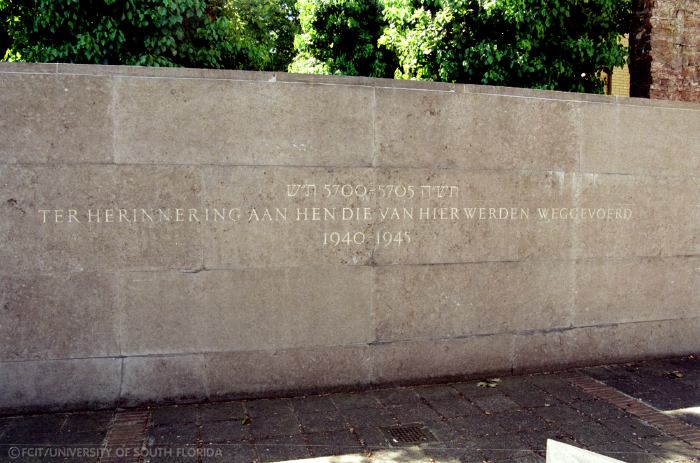 ת״ש 5700-5705 תש״ה
TER HERINNERING AAN HEN DIE VAN HIER WERDEN WEGGEVOERD
1940-1945
©FCIT/UNIVERSITY OF SOUTH FLORIDA